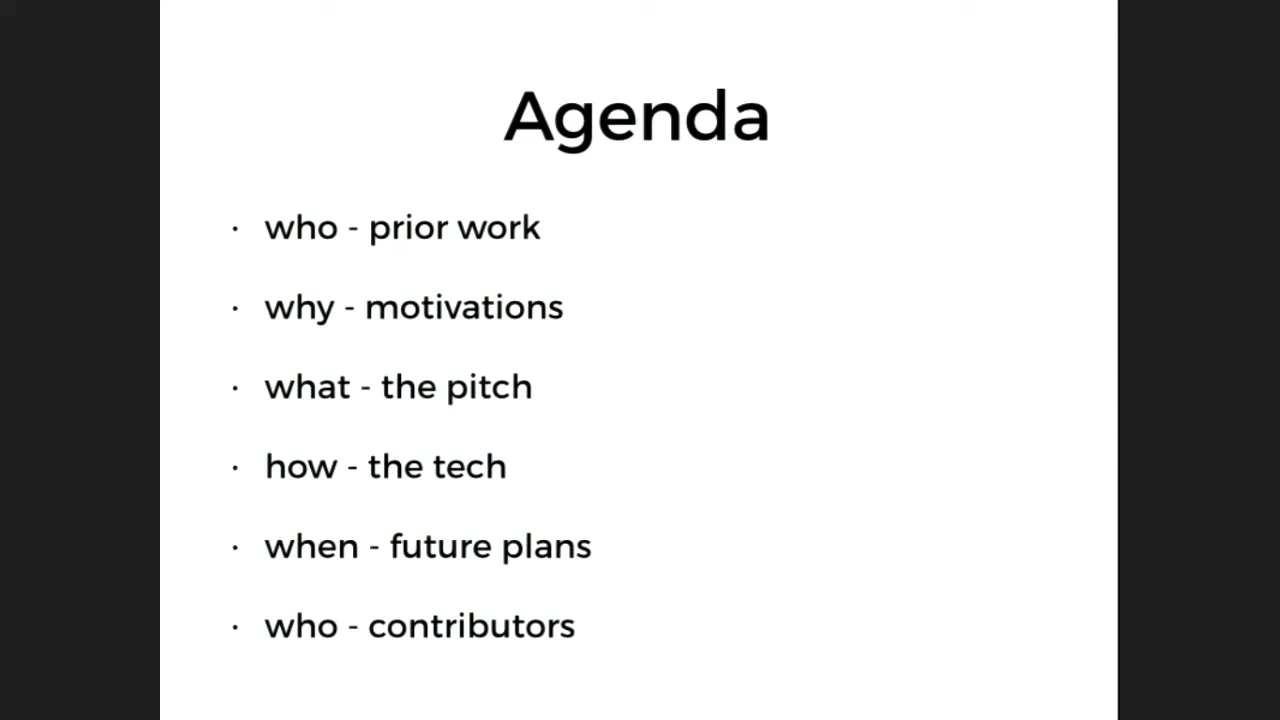 Agenda
· who - prior work
· why - motivations
· what - the pitch
· how - the tech
· when - future plans
· who - contributors